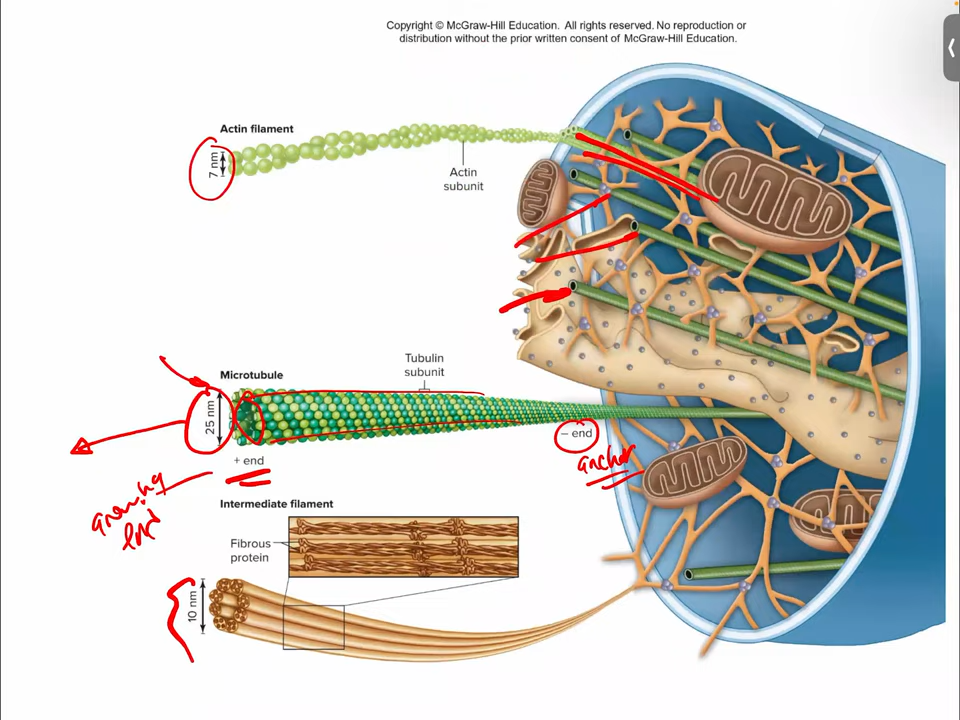 Copyright © McGraw-Hill Education. All rights reserved. No reproduction or
distribution without the prior written consent of McGraw-Hill Education.
Actin filament
7 nm
Actin
subunit
Microtubule
Tubulin
subunit
25 nm
+ end
– end
anchor
growing
end
Intermediate filament
Fibrous
protein
10 nm